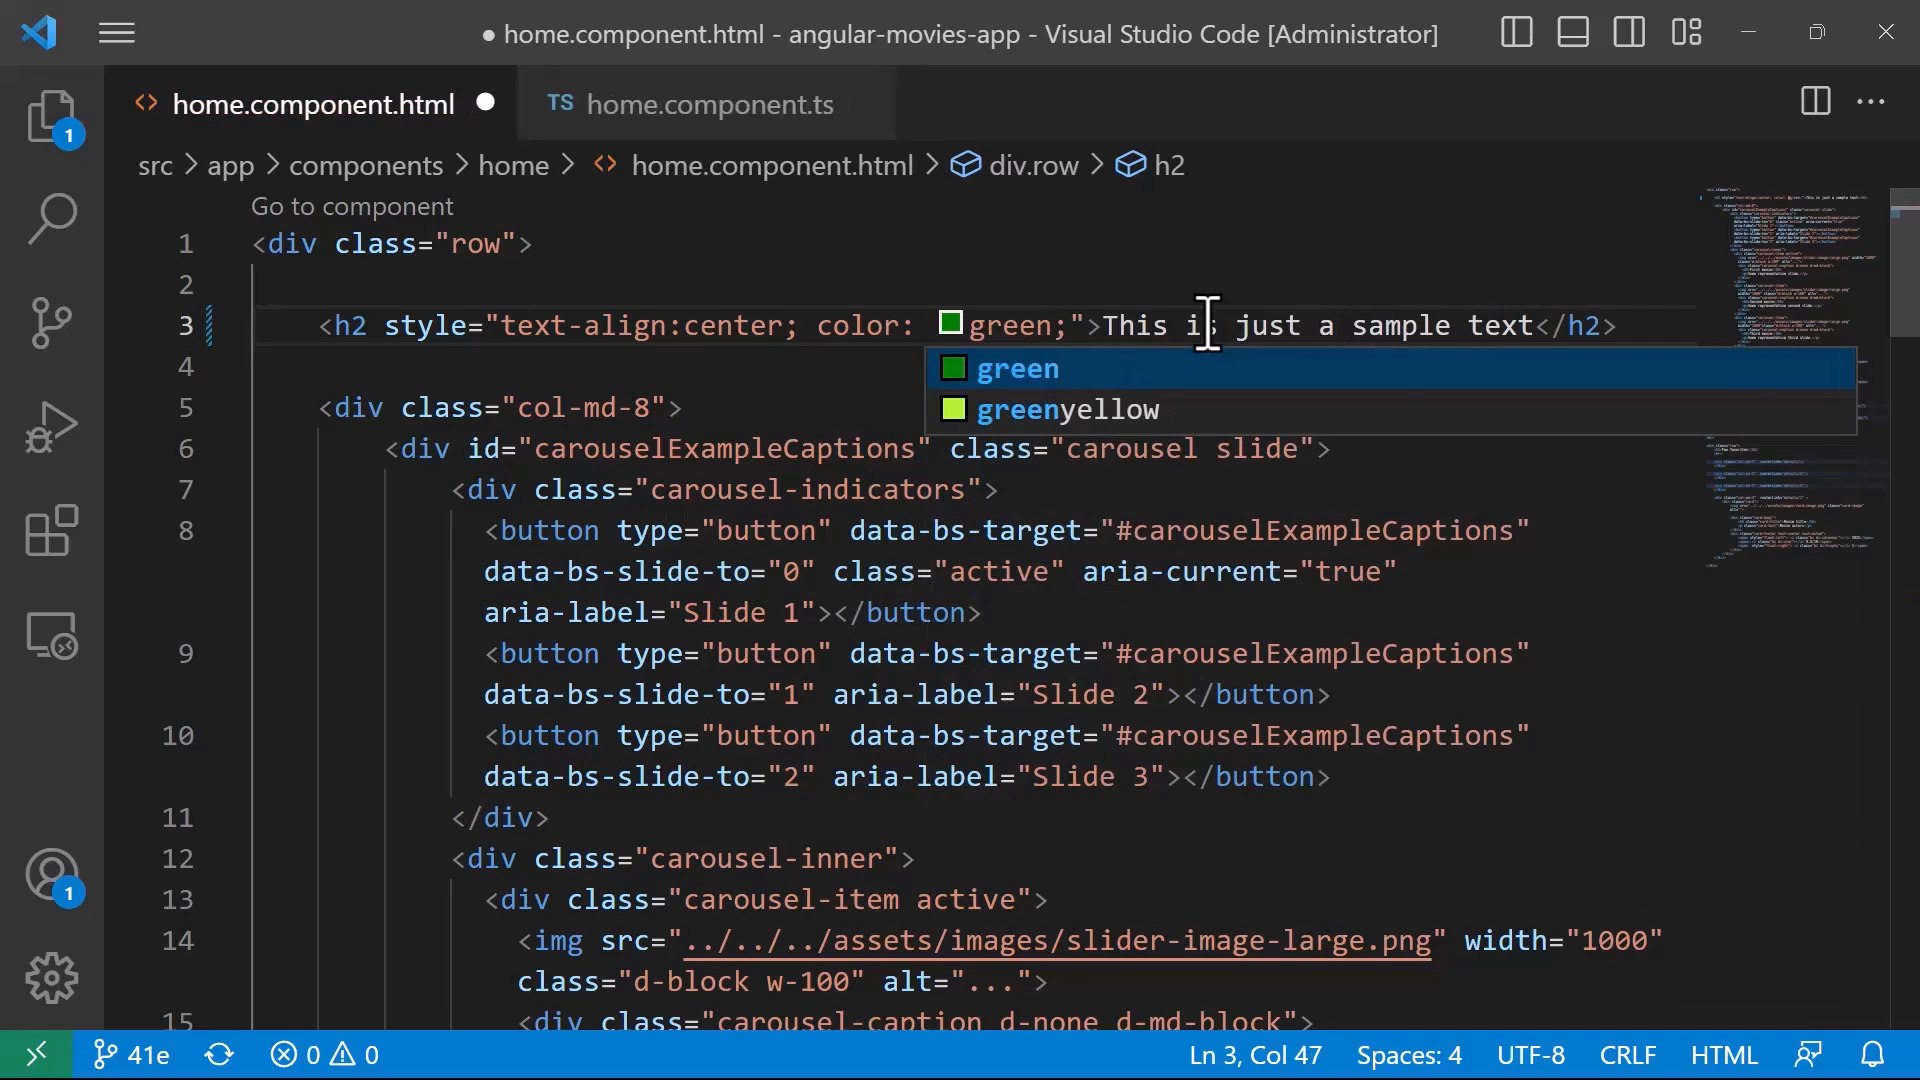 ● home.component.html - angular-movies-app - Visual Studio Code [Administrator]
home.component.html ●
TS home.component.ts
src > app > components > home > <> home.component.html > div.row > h2
Go to component
1 <div class="row">
2
3 <h2 style="text-align:center; color: green;">This is just a sample text</h2>
green
greenyellow
4
5 <div class="col-md-8">
6 <div id="carouselExampleCaptions" class="carousel slide">
7 <div class="carousel-indicators">
8 <button type="button" data-bs-target="#carouselExampleCaptions"
data-bs-slide-to="0" class="active" aria-current="true"
aria-label="Slide 1"></button>
9 <button type="button" data-bs-target="#carouselExampleCaptions"
data-bs-slide-to="1" aria-label="Slide 2"></button>
10 <button type="button" data-bs-target="#carouselExampleCaptions"
data-bs-slide-to="2" aria-label="Slide 3"></button>
11 </div>
12 <div class="carousel-inner">
13 <div class="carousel-item active">
14 <img src="../../../assets/images/slider-image-large.png" width="1000"
class="d-block w-100" alt="...">
15 <div class="carousel-caption d-none d-md-block">
1
1
41e
0 0
Ln 3, Col 47
Spaces: 4
UTF-8
CRLF
HTML